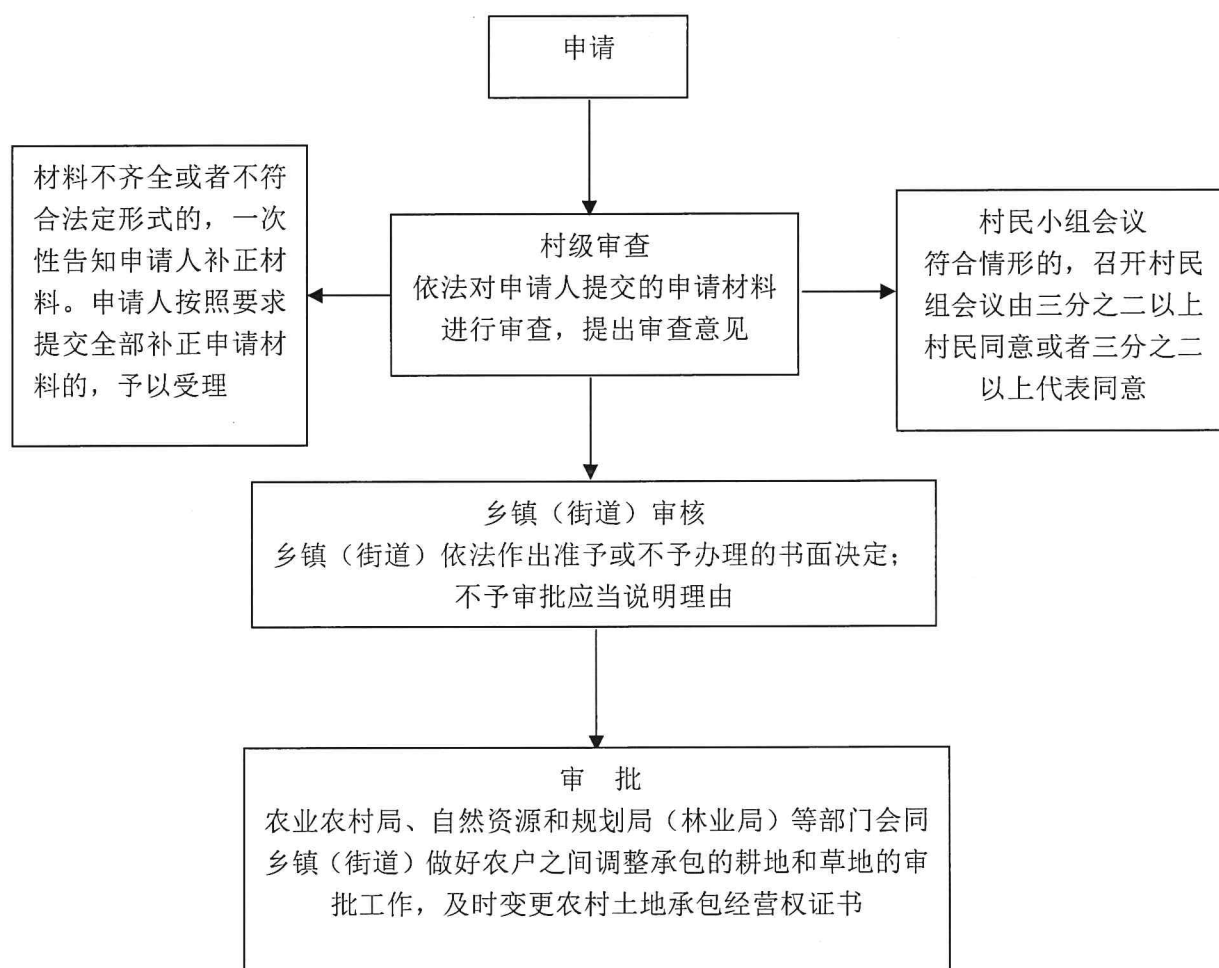 申请
材料不齐全或者不符
合法定形式的，一次
性告知申请人补正材
料。申请人按照要求
提交全部补正申请材
料的，予以受理
村级审查
依法对申请人提交的申请材料
进行审查，提出审查意见
村民小组会议
符合情形的，召开村民
组会议由三分之二以上
村民同意或者三分之二
以上代表同意
乡镇（街道）审核
乡镇（街道）依法作出准予或不予办理的书面决定；
不予审批应当说明理由
审 批
农业农村局、自然资源和规划局（林业局）等部门会同
乡镇（街道）做好农户之间调整承包的耕地和草地的审
批工作，及时变更农村土地承包经营权证书